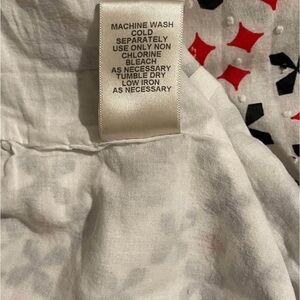 MACHINE WASH
COLD
SEPARATELY
USE ONLY NON
CHLORINE
BLEACH
AS NECESSARY
TUMBLE DRY
LOW IRON
AS NECESSARY